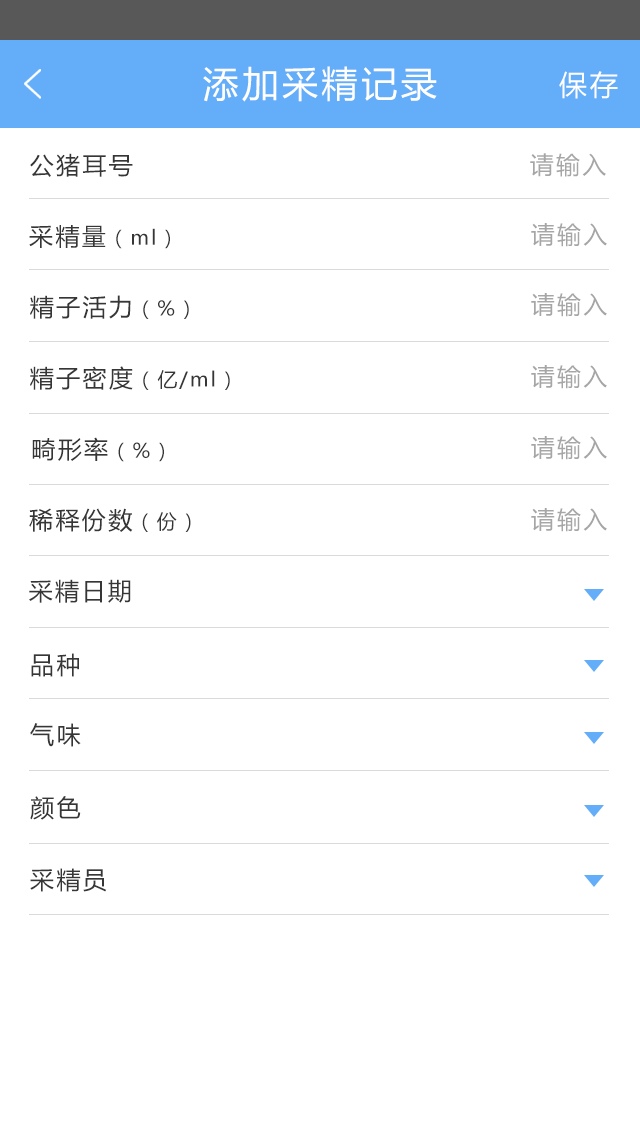 添加采精记录 保存
公猪耳号 请输入
采精量（ml） 请输入
精子活力（%） 请输入
精子密度（亿/ml） 请输入
畸形率（%） 请输入
稀释份数（份） 请输入
采精日期
品种
气味
颜色
采精员